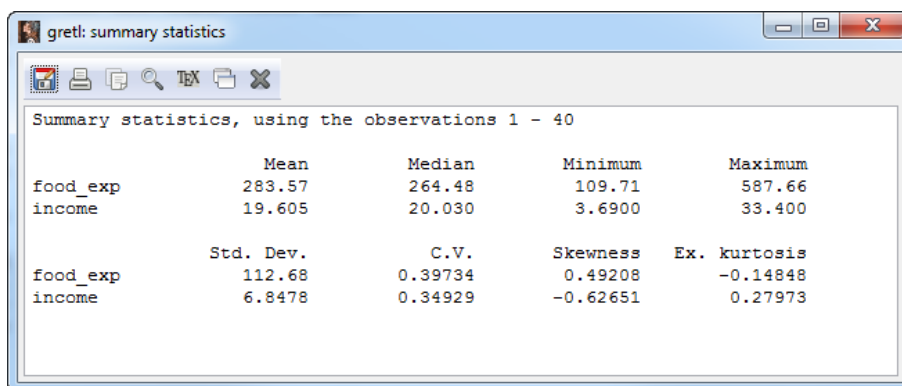 gretl: summary statistics
TEX
Summary statistics, using the observations 1 - 40
Mean Median Minimum Maximum
food_exp 283.57 264.48 109.71 587.66
income 19.605 20.030 3.6900 33.400
Std. Dev. C.V. Skewness Ex. kurtosis
food_exp 112.68 0.39734 0.49208 -0.14848
income 6.8478 0.34929 -0.62651 0.27973